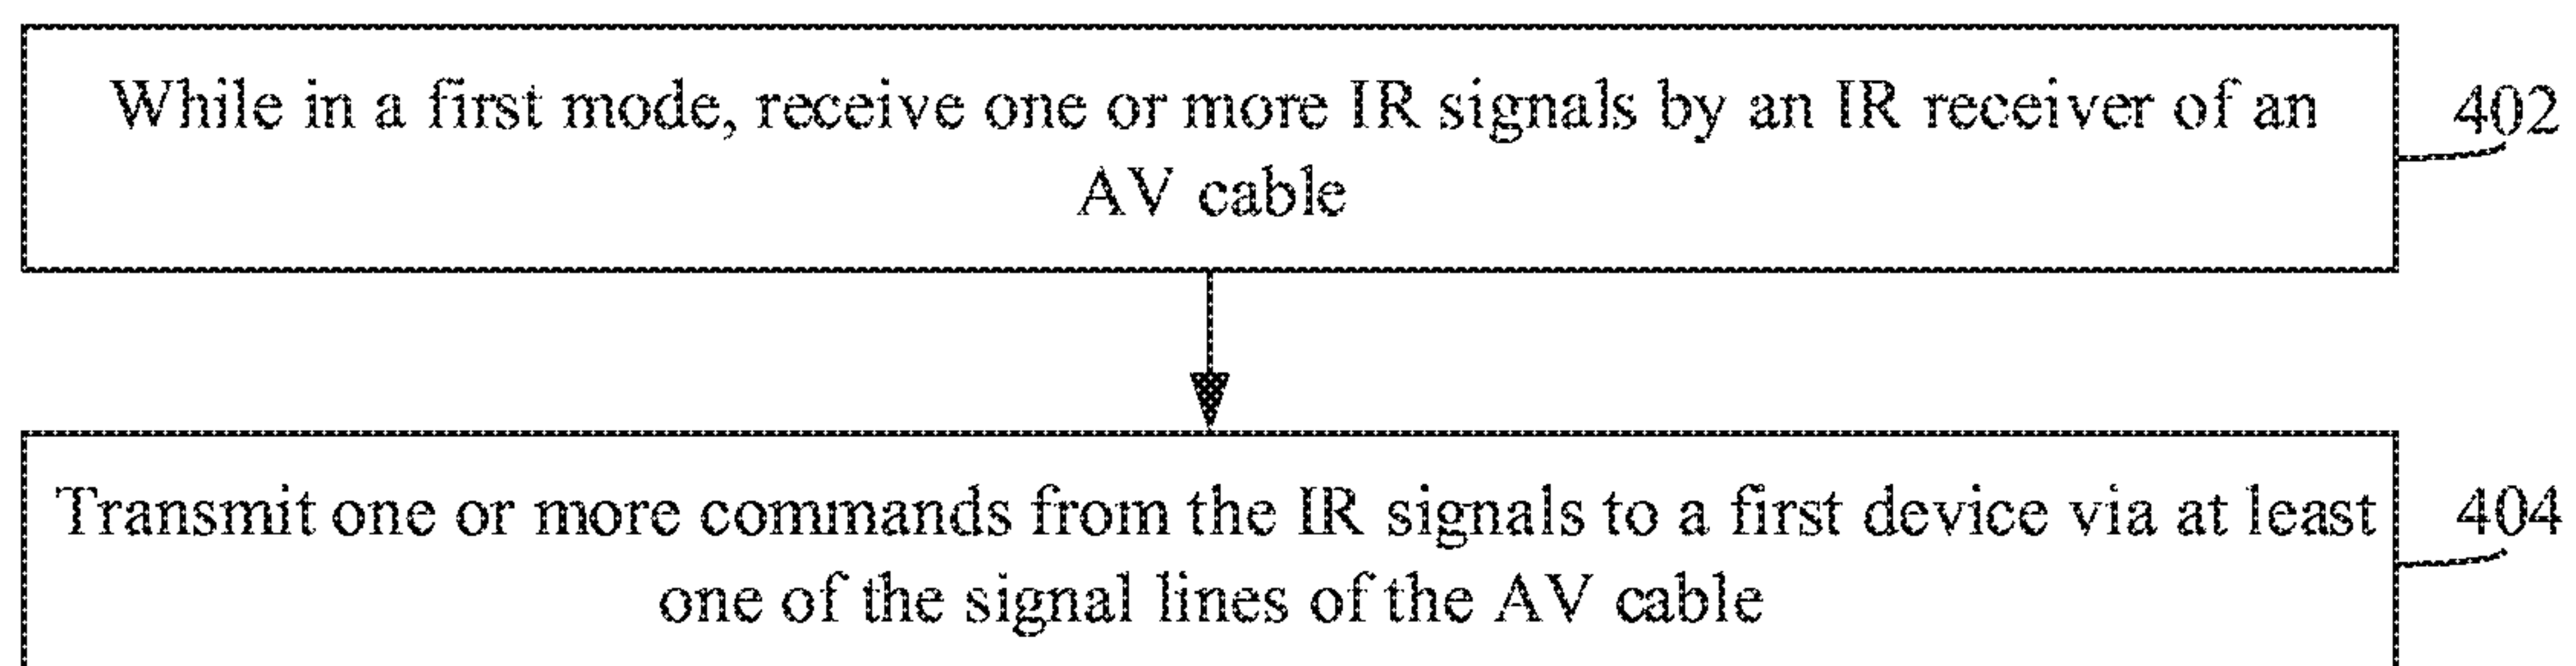 While in a first mode, receive one or more IR signals by an IR receiver of an
AV cable
402
Transmit one or more commands from the IR signals to a first device via at least
one of the signal lines of the AV cable
404